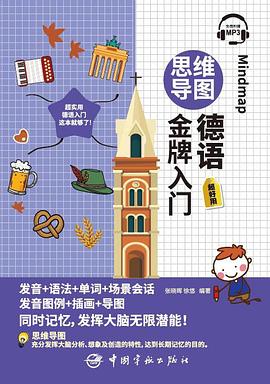 免费附赠
MP3
Mindmap
思维
导图
德语
金牌入门
超好用
超实用
德语入门
这本就够了！
张晓晖 徐悠 编著
发音+语法+单词+场景会话
发音图例+插画+导图
同时记忆，发挥大脑无限潜能！
思维导图
充分发挥大脑分析、想象及创造的特性，达到长期记忆的目的。
中国宇航出版社